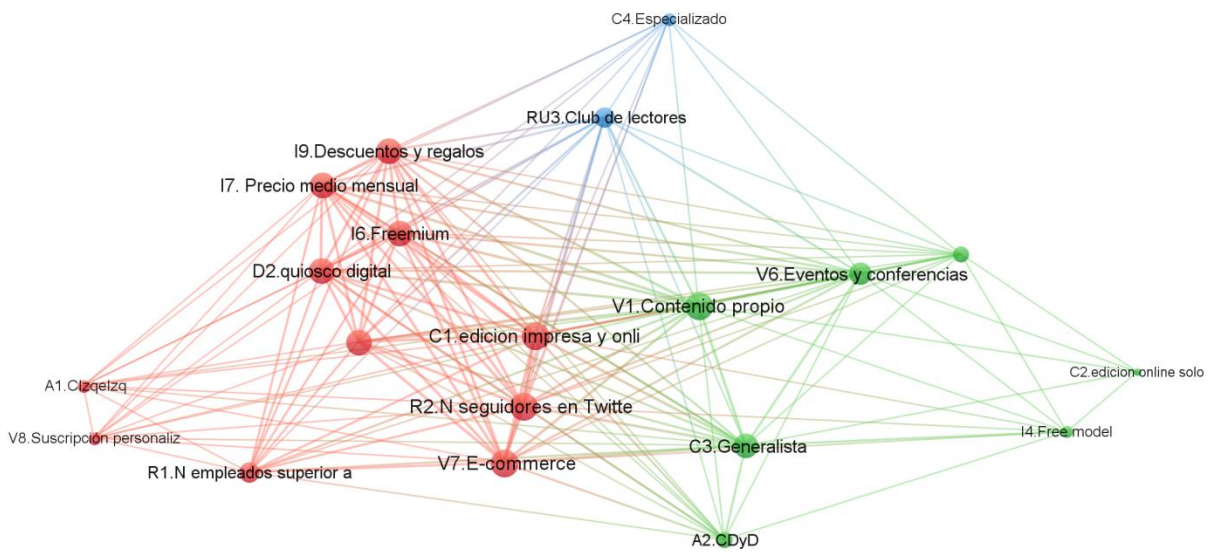 C4.Especializado
RU3.Club de lectores
I9.Descuentos y regalos
I7. Precio medio mensual
I6.Freemium
D2.quiosco digital
V6.Eventos y conferencias
V1.Contenido propio
C1.edicion impresa y onli
C2.edicion online solo
A1.CIzqeIzq
R2.N seguidores en Twitte
I4.Free model
V8.Suscripción personaliz
C3.Generalista
V7.E-commerce
R1.N empleados superior a
A2.CDyD